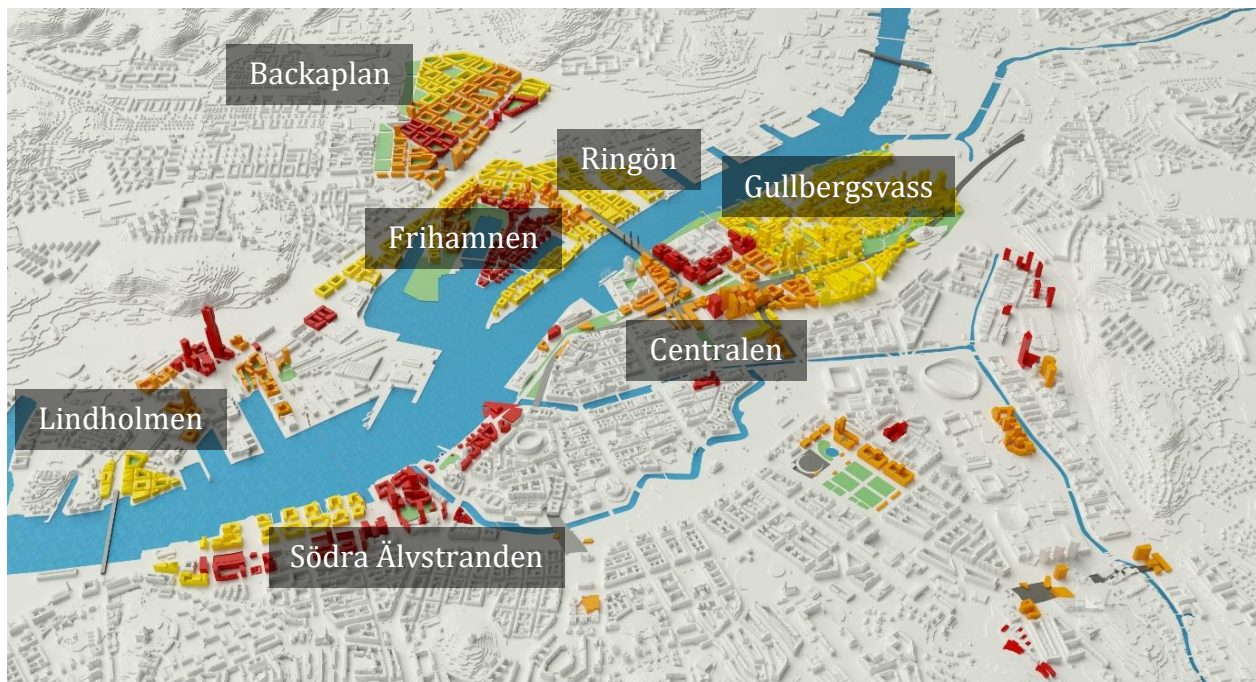 Backaplan
Ringön
Gullbergsvass
Frihamnen
Centralen
Lindholmen
Södra Älvstranden